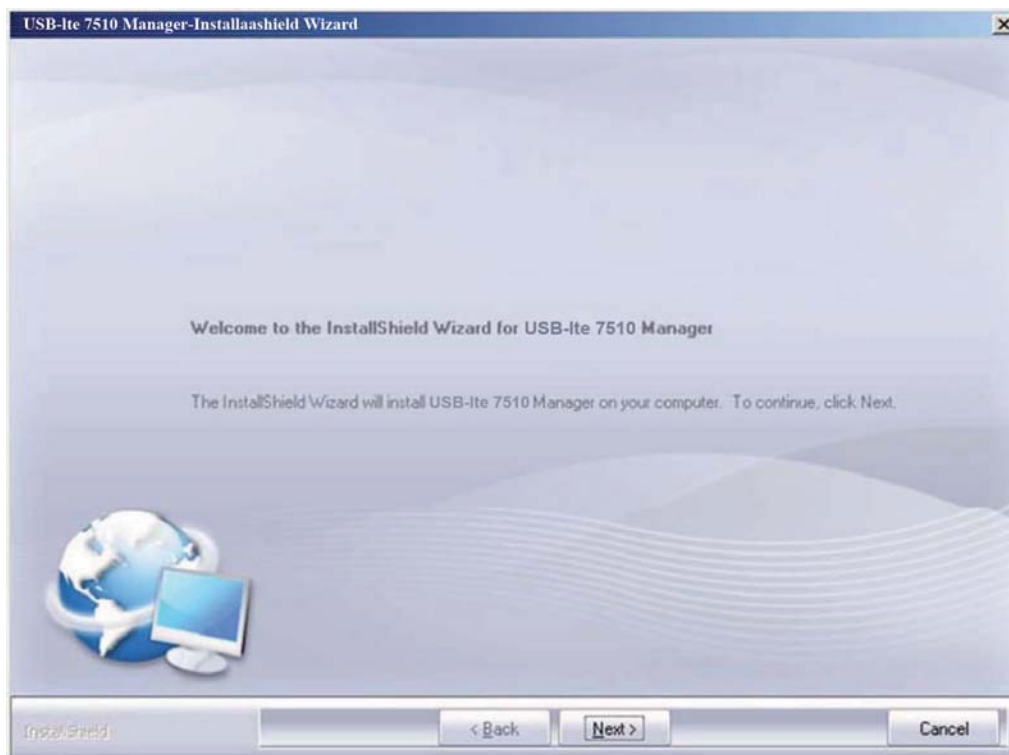 USB-lte 7510 Manager-Installaashield Wizard
Welcome to the InstallShield Wizard for USB-lte 7510 Manager
The InstallShield Wizard will install USB-lte 7510 Manager on your computer. To continue, click Next.
InstallShield
< Back Next > Cancel